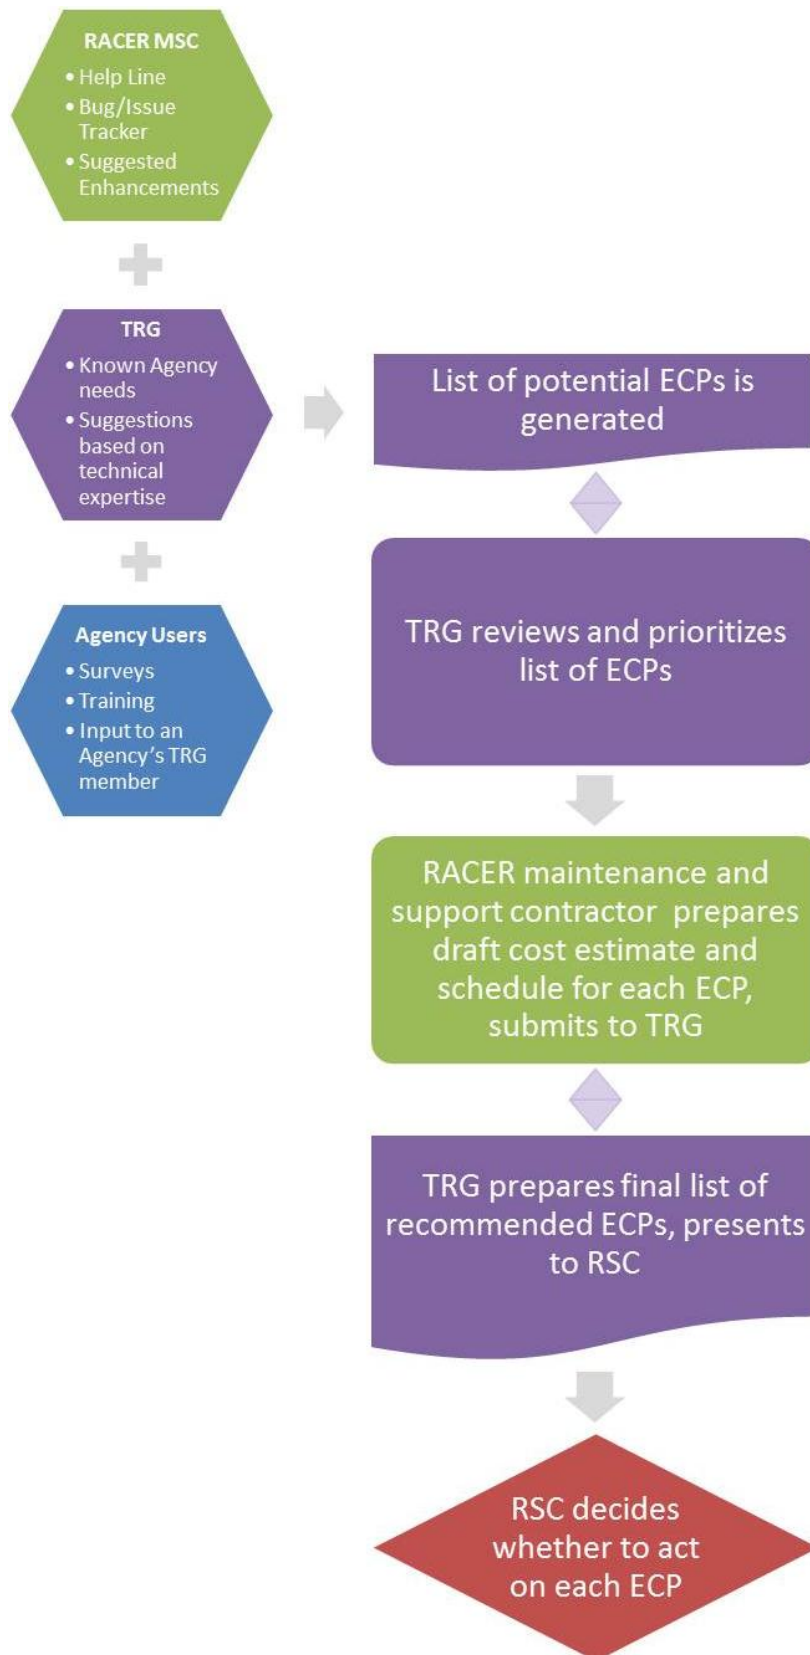 RACER MSC
• Help Line
• Bug/Issue
Tracker
• Suggested
Enhancements
TRG
• Known Agency
needs
• Suggestions
based on
technical
expertise
Agency Users
• Surveys
• Training
• Input to an
Agency's TRG
member
List of potential ECPs is
generated
TRG reviews and prioritizes
list of ECPs
RACER maintenance and
support contractor prepares
draft cost estimate and
schedule for each ECP,
submits to TRG
TRG prepares final list of
recommended ECPs, presents
to RSC
RSC decides
whether to act
on each ECP